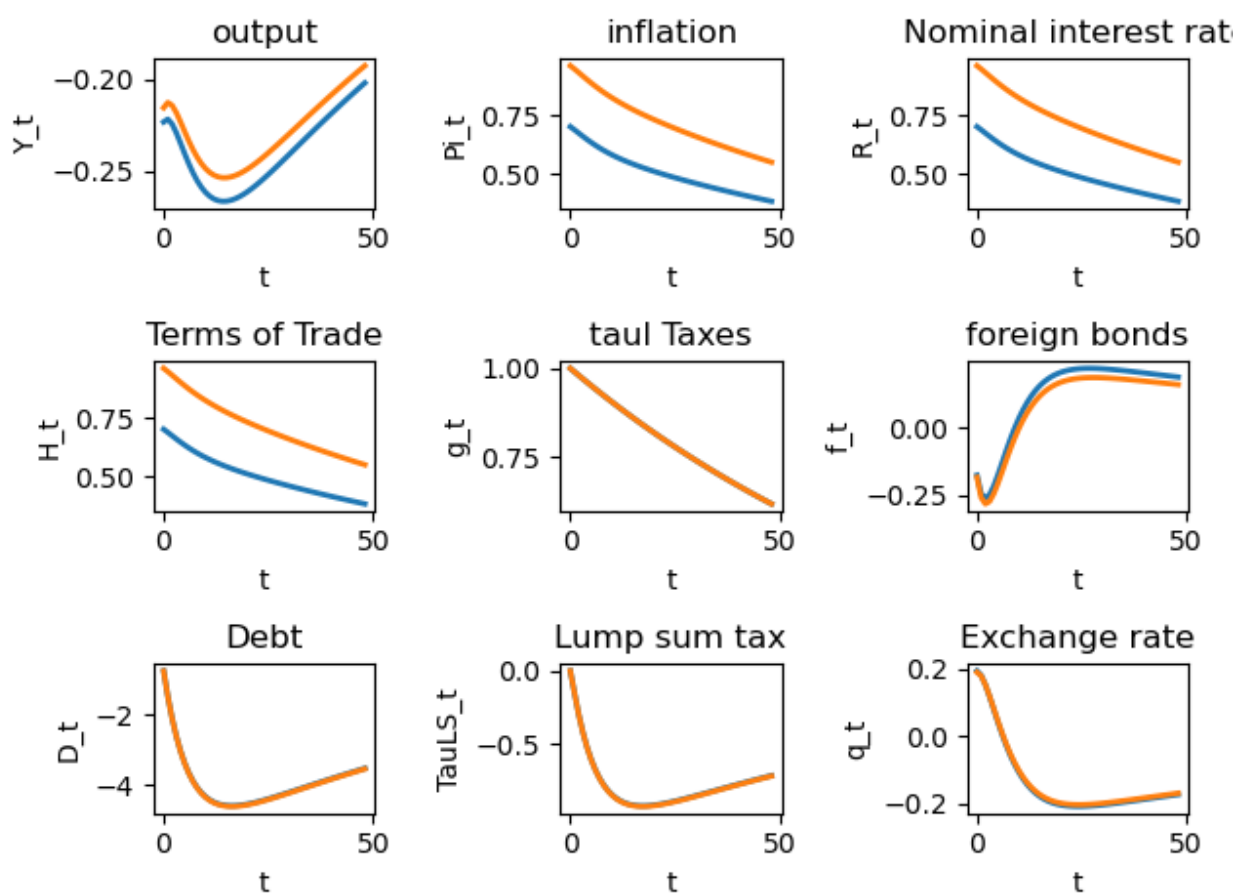 output
inflation
Nominal interest rate
Y_t
−0.20
−0.25
0
50
t
Pi_t
0.75
0.50
0
50
t
R_t
0.75
0.50
0
50
t
Terms of Trade
taul Taxes
foreign bonds
H_t
0.75
0.50
0
50
t
g_t
1.00
0.75
0
50
t
f_t
0.00
−0.25
0
50
t
Debt
Lump sum tax
Exchange rate
D_t
−2
−4
0
50
t
TauLS_t
0.0
−0.5
0
50
t
q_t
0.2
0.0
−0.2
0
50
t